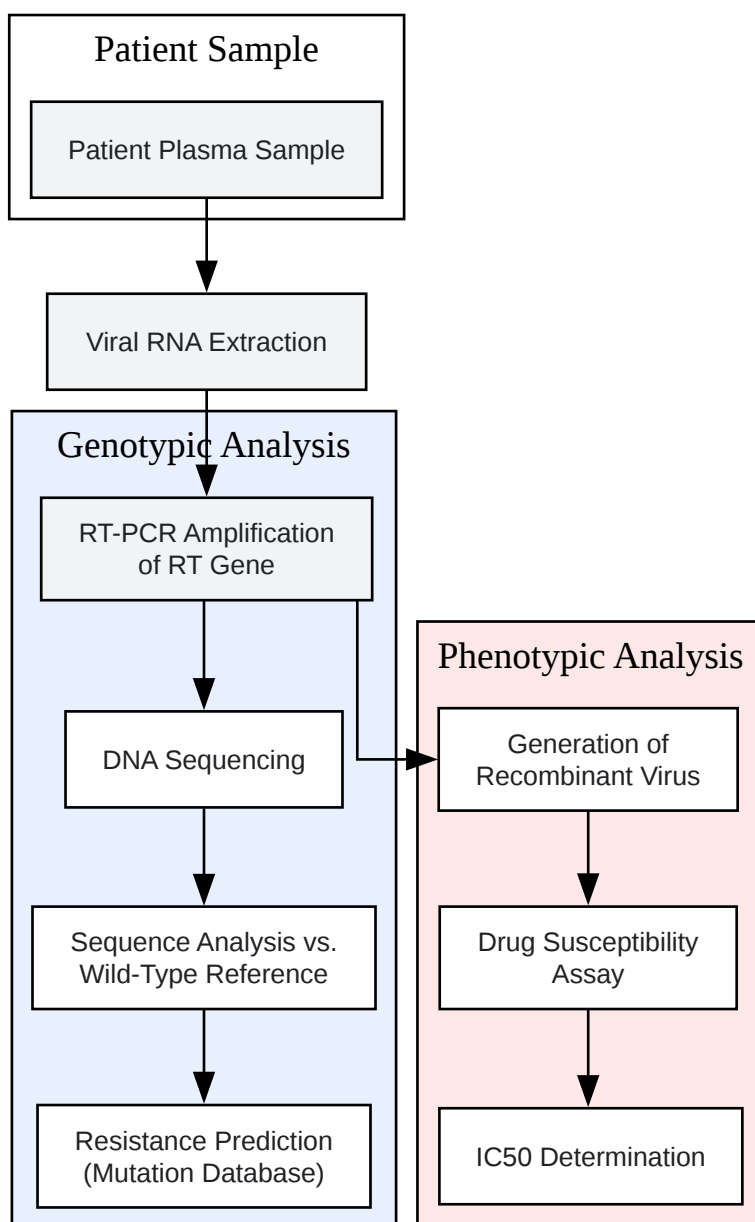 Patient Sample
Patient Plasma Sample
Viral RNA Extraction
Genotypic Analysis
RT-PCR Amplification
of RT Gene
DNA Sequencing
Sequence Analysis vs.
Wild-Type Reference
Resistance Prediction
(Mutation Database)
Phenotypic Analysis
Generation of
Recombinant Virus
Drug Susceptibility
Assay
IC50 Determination